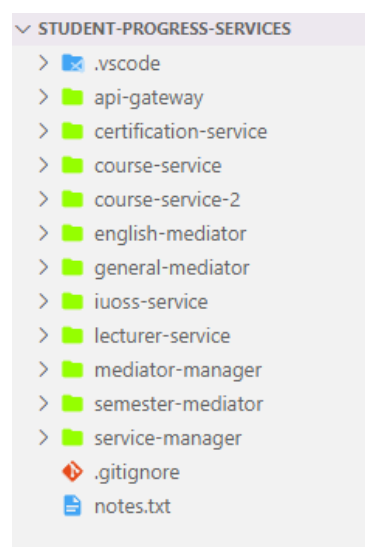 STUDENT-PROGRESS-SERVICES
.vscode
api-gateway
certification-service
course-service
course-service-2
english-mediator
general-mediator
iuoss-service
lecturer-service
mediator-manager
semester-mediator
service-manager
.gitignore
notes.txt